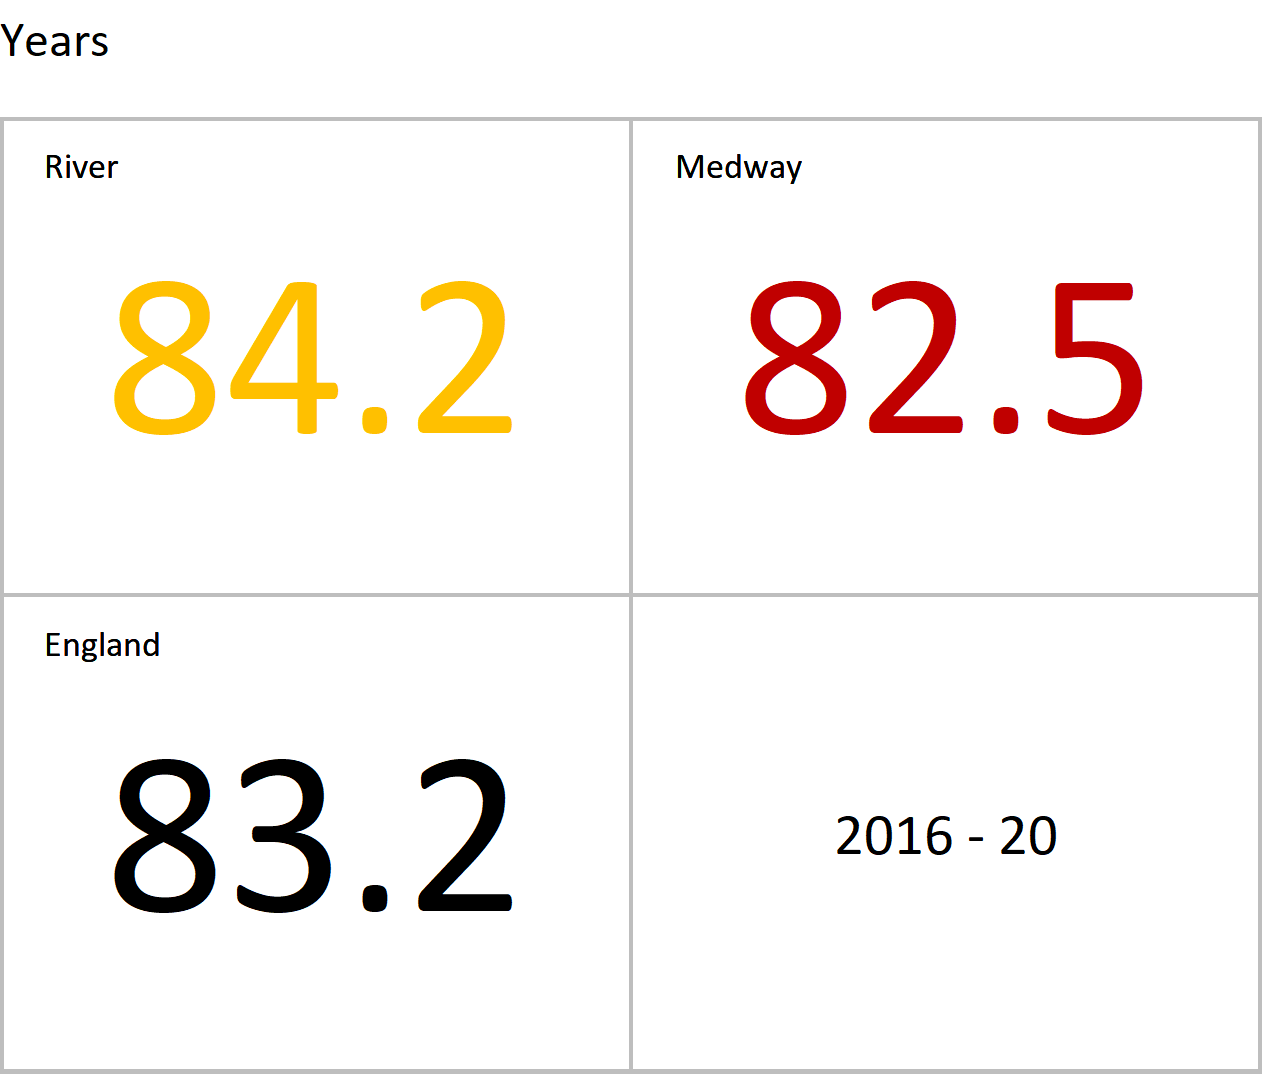 Years
River
84.2
Medway
82.5
England
83.2
2016 - 20